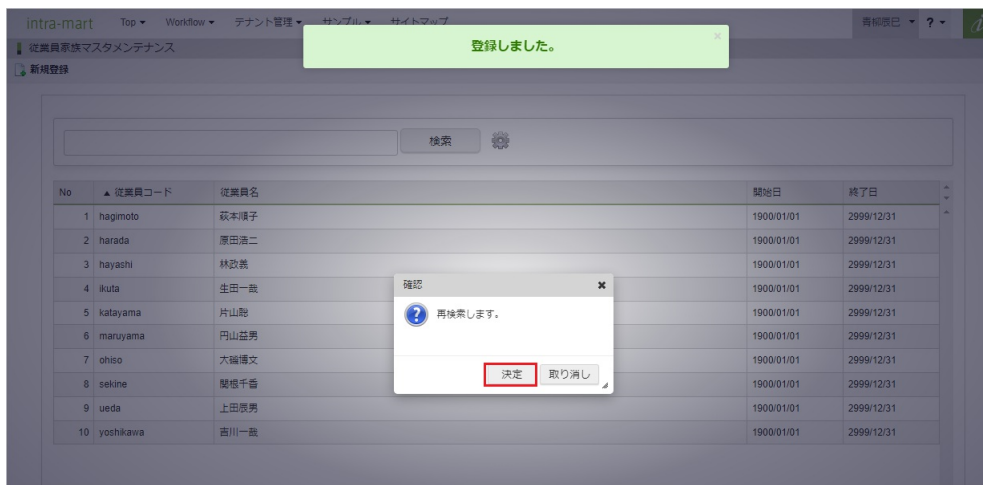 intra-mart Top Workflow テナント管理 サンプル サイトマップ 青柳辰巳 ?
従業員家族マスタメンテナンス
登録しました。 ×
新規登録
検索
No ▲ 従業員コード 従業員名 開始日 終了日
1 hagimoto 萩本順子 1900/01/01 2999/12/31
2 harada 原田浩二 1900/01/01 2999/12/31
3 hayashi 林政義 1900/01/01 2999/12/31
4 ikuta 生田一哉 1900/01/01 2999/12/31
5 katayama 片山聡 1900/01/01 2999/12/31
6 maruyama 円山益男 1900/01/01 2999/12/31
7 ohiso 大磯博文 1900/01/01 2999/12/31
8 sekine 関根千香 1900/01/01 2999/12/31
9 ueda 上田辰男 1900/01/01 2999/12/31
10 yoshikawa 吉川一哉 1900/01/01 2999/12/31
確認
再検索します。
決定 取り消し